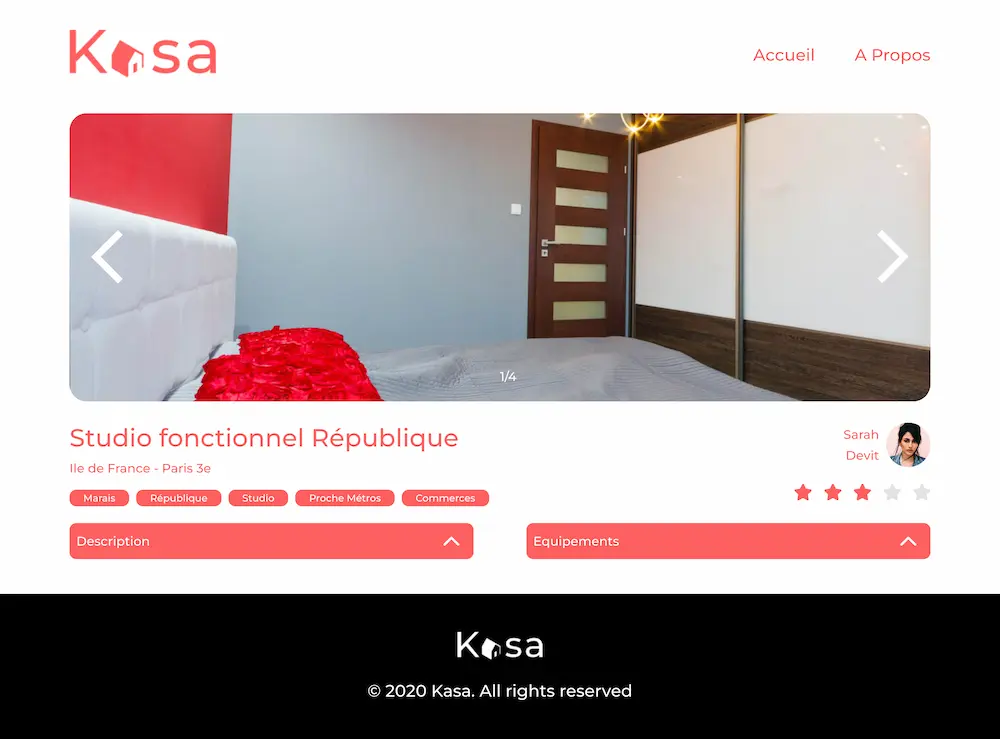 Kasa
Accueil A Propos
1/4
Studio fonctionnel République
Ile de France - Paris 3e
Sarah
Devit
Marais République Studio Proche Métros Commerces
Description
Equipements
Kasa
© 2020 Kasa. All rights reserved